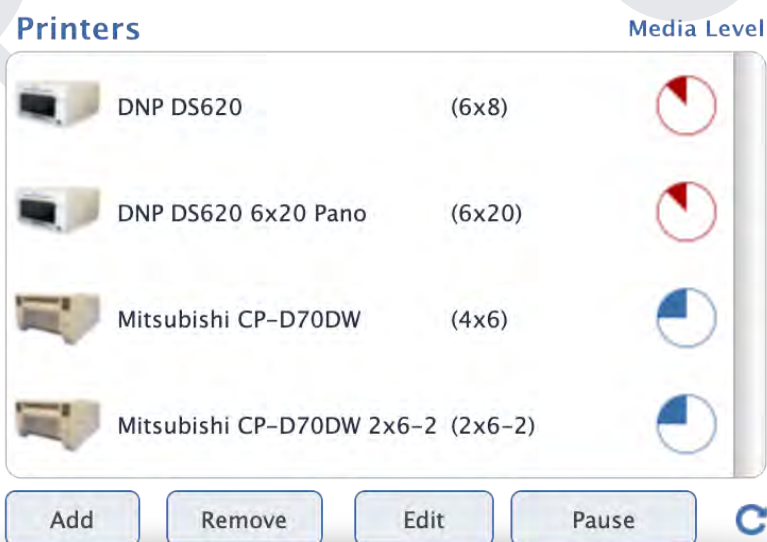 Printers Media Level
DNP DS620 (6x8)
DNP DS620 6x20 Pano (6x20)
Mitsubishi CP-D70DW (4x6)
Mitsubishi CP-D70DW 2x6-2 (2x6-2)
Add Remove Edit Pause